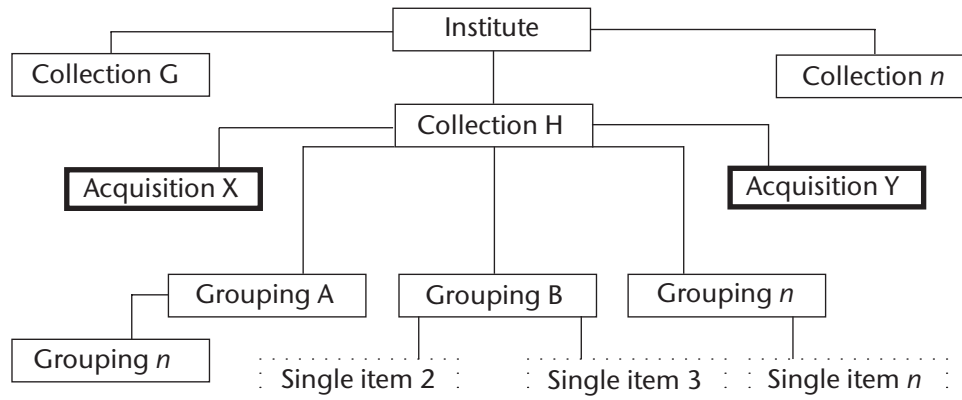 Institute
Collection G
Collection n
Collection H
Acquisition X
Acquisition Y
Grouping A
Grouping B
Grouping n
Grouping n
Single item 2
Single item 3
Single item n